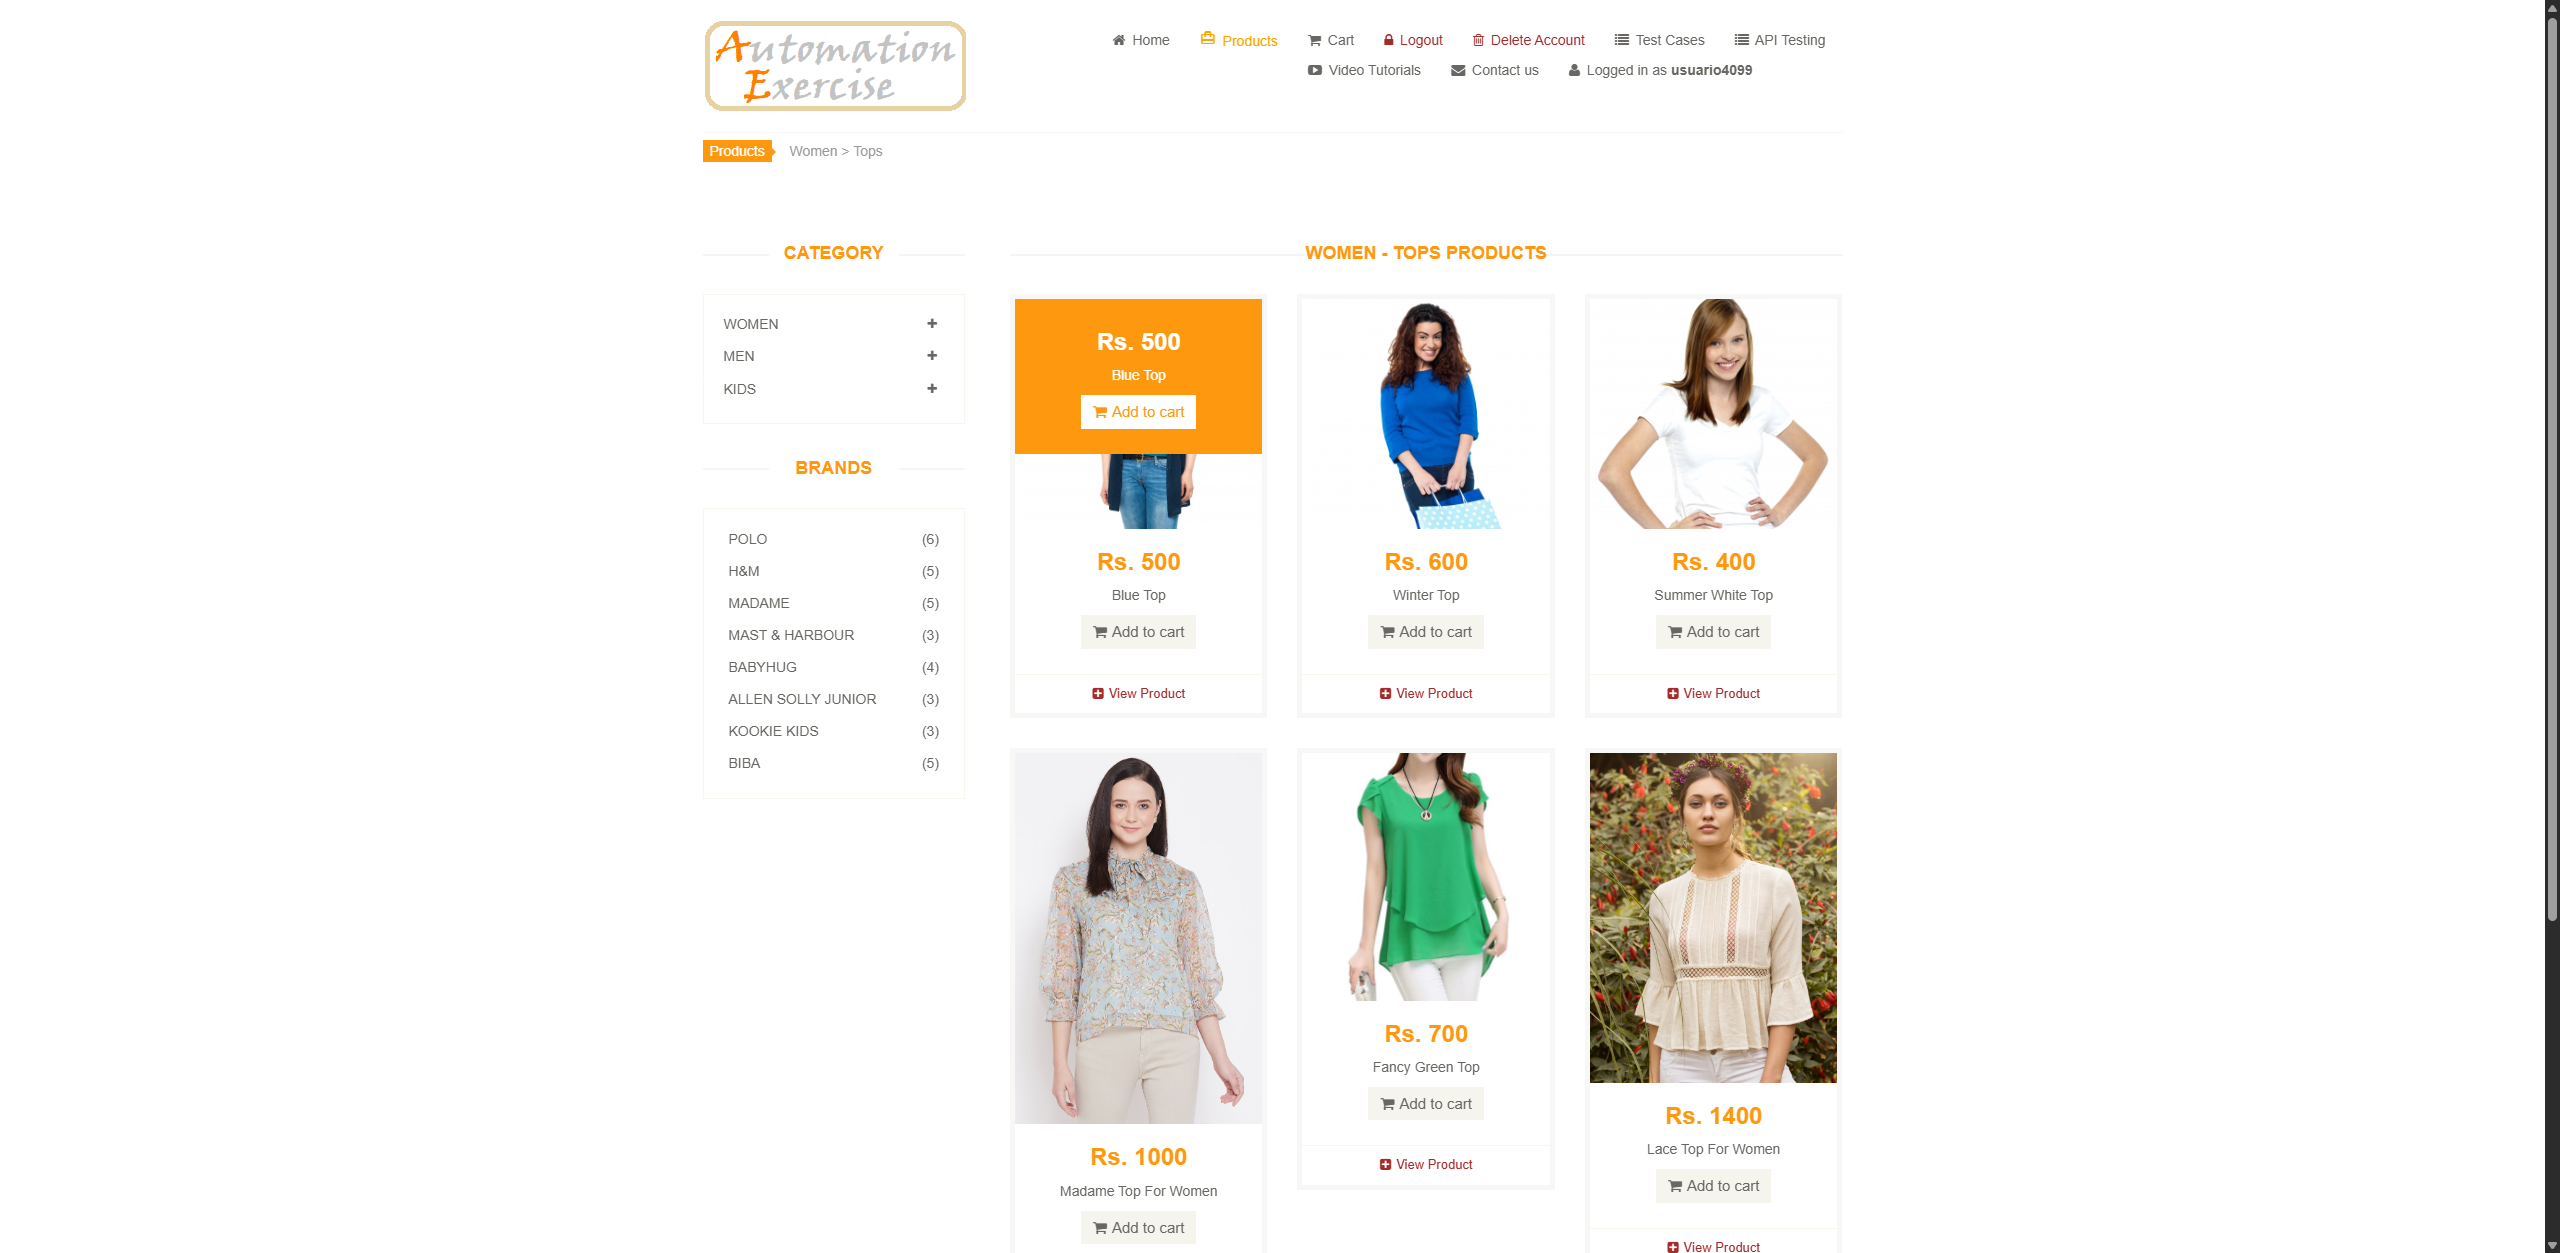 Automation
Exercise
Home
Products
Cart
Logout
Delete Account
Test Cases
API Testing
Video Tutorials
Contact us
Logged in as usuario4099
Products
Women > Tops
CATEGORY
WOMEN
MEN
KIDS
BRANDS
POLO (6)
H&M (5)
MADAME (5)
MAST & HARBOUR (3)
BABYHUG (4)
ALLEN SOLLY JUNIOR (3)
KOOKIE KIDS (3)
BIBA (5)
WOMEN - TOPS PRODUCTS
Rs. 500
Blue Top
Add to cart
Rs. 500
Blue Top
Add to cart
View Product
Rs. 600
Winter Top
Add to cart
View Product
Rs. 400
Summer White Top
Add to cart
View Product
Rs. 1000
Madame Top For Women
Add to cart
Rs. 700
Fancy Green Top
Add to cart
View Product
Rs. 1400
Lace Top For Women
Add to cart
View Product